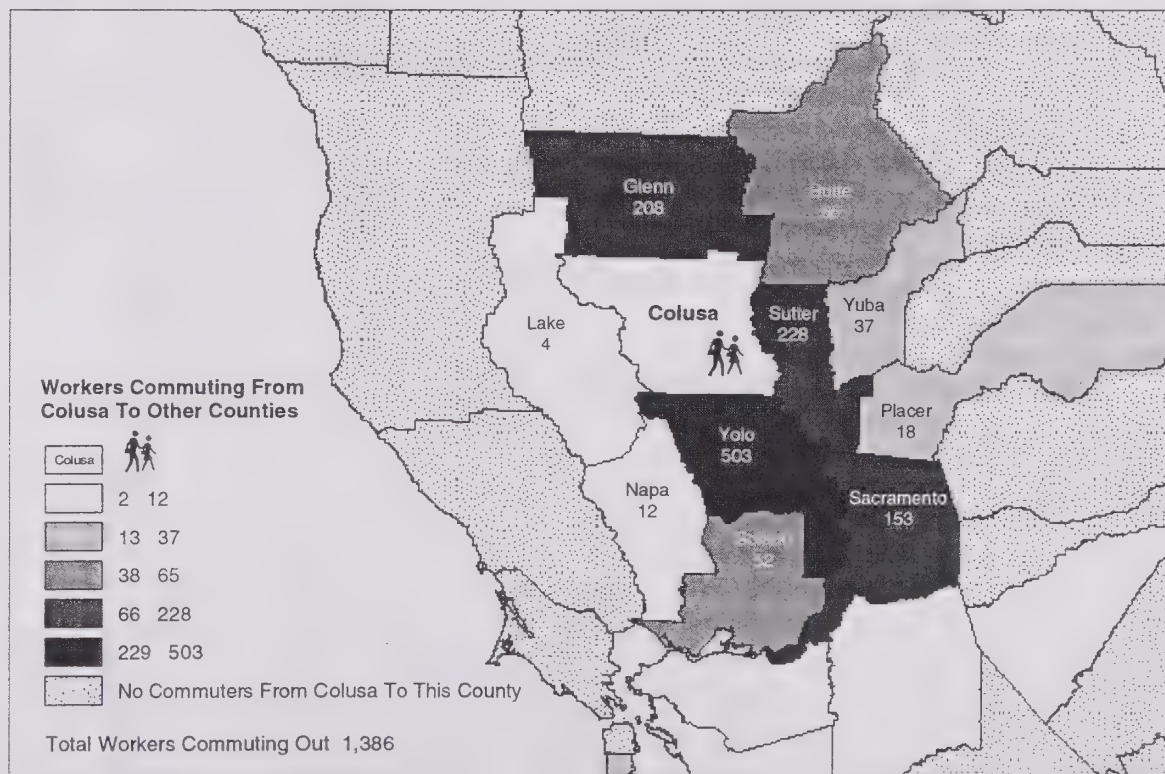 Glenn
208
Butte
Colusa
Sutter
228
Yuba
37
Lake
4
Placer
18
Yolo
503
Sacramento
153
Napa
12
Workers Commuting From
Colusa To Other Counties
Colusa
2 12
13 37
38 65
66 228
229 503
No Commuters From Colusa To This County
Total Workers Commuting Out 1,386